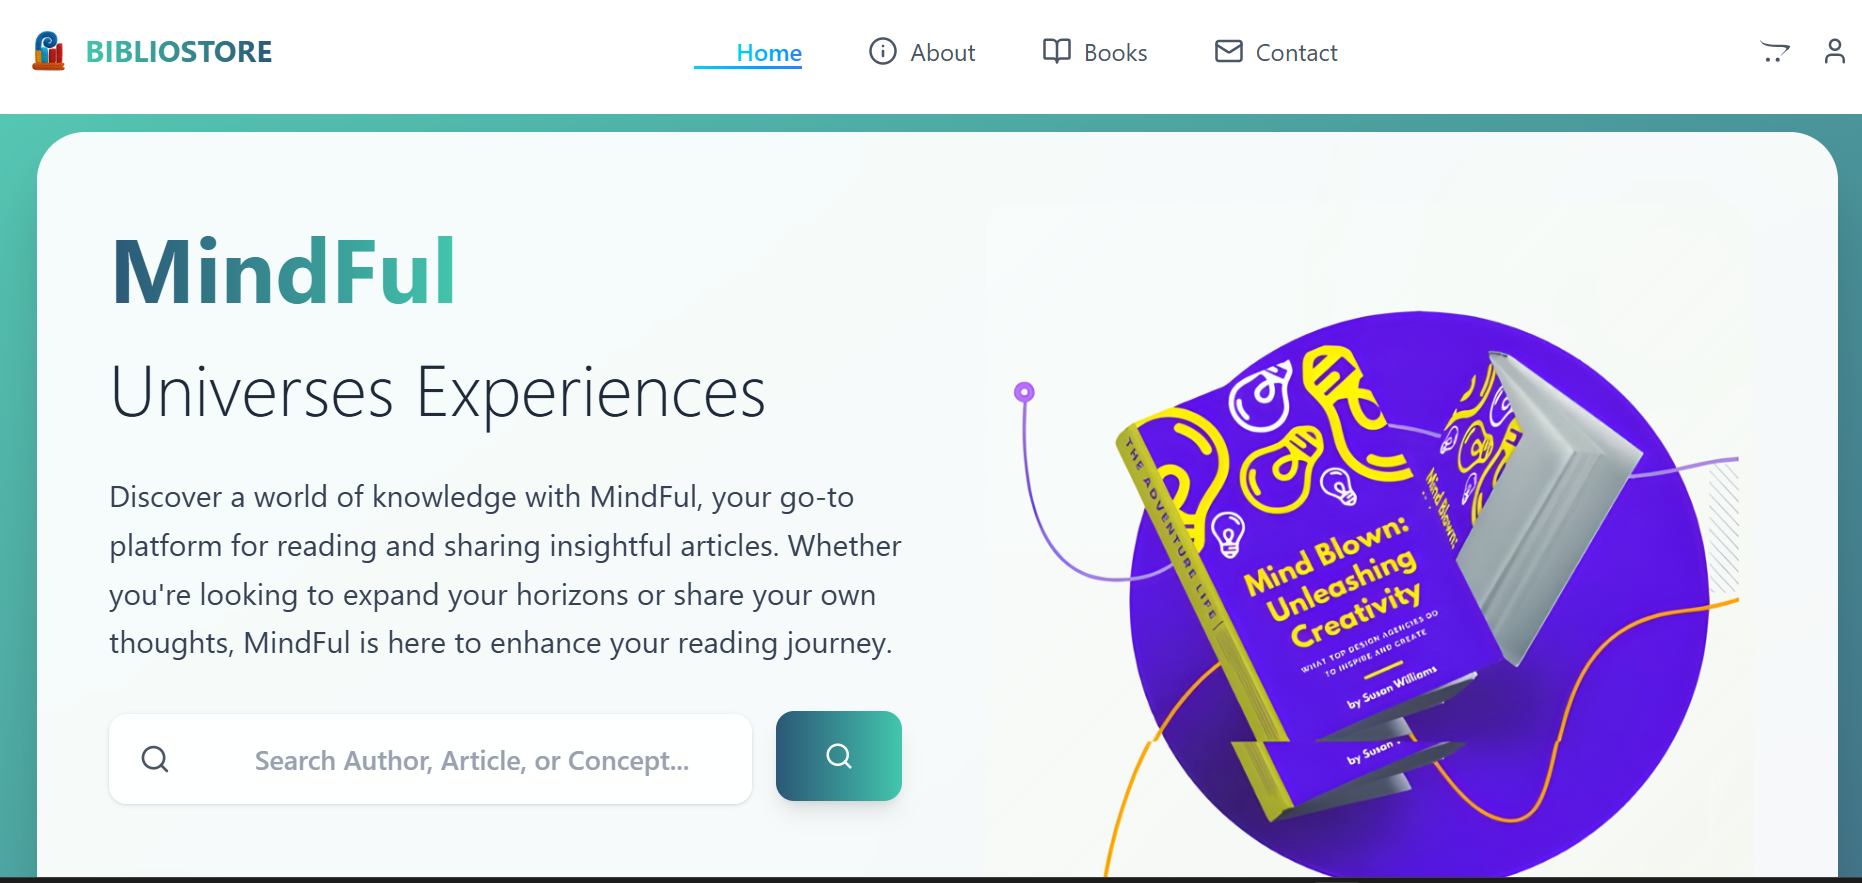 BIBLIOSTORE
Home
About
Books
Contact
MindFul
Universes Experiences
Discover a world of knowledge with MindFul, your go-to
platform for reading and sharing insightful articles. Whether
you're looking to expand your horizons or share your own
thoughts, MindFul is here to enhance your reading journey.
Search Author, Article, or Concept...
THE ADVENTURE LIFE
Mind Blown:
Unleashing
Creativity
WHAT TOP DESIGN AGENCIES DO
TO INSPIRE AND CREATE
by Susan Williams
Mind Blown:
by Susan